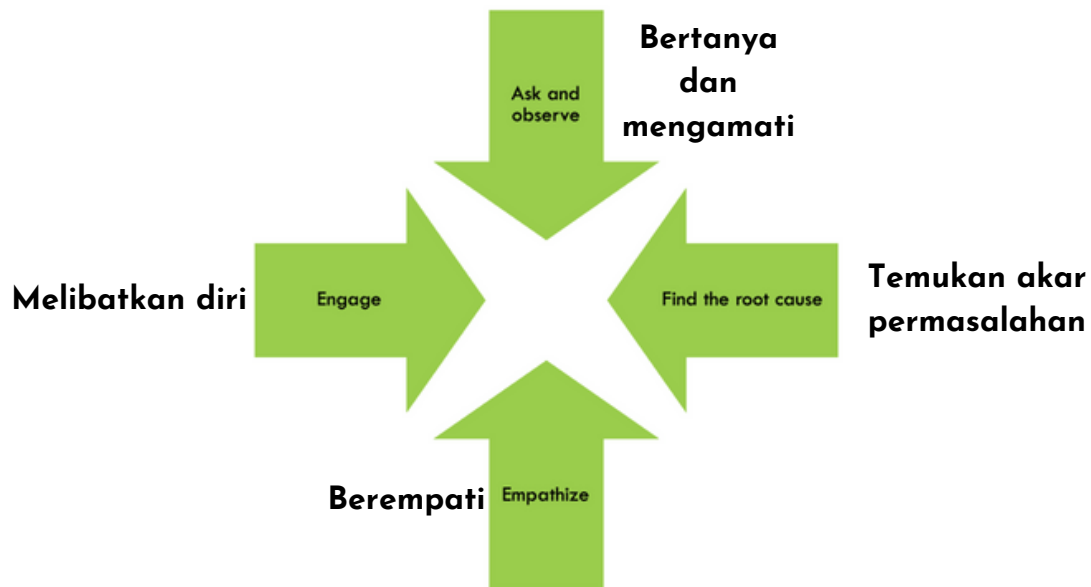 Ask and
observe
Bertanya
dan
mengamati
Melibatkan diri
Engage
Find the root cause
Temukan akar
permasalahan
Berempati
Empathize